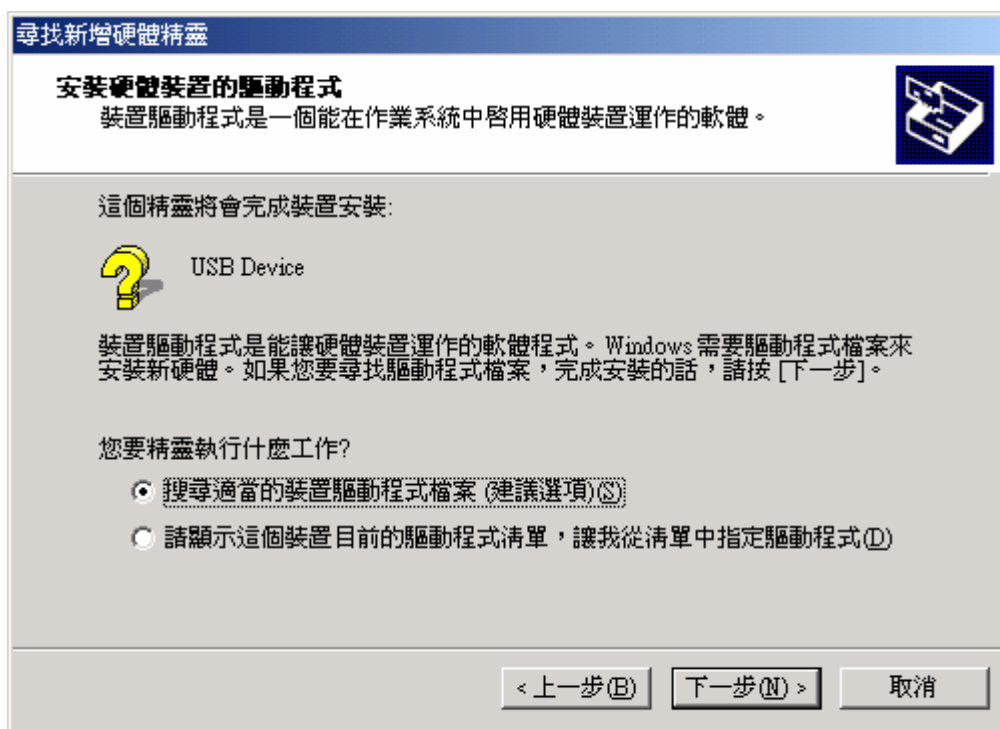 尋找新增硬體精靈
安裝硬體裝置的驅動程式
裝置驅動程式是一個能在作業系統中啓用硬體裝置運作的軟體。
這個精靈將會完成裝置安裝:
USB Device
裝置驅動程式是能讓硬體裝置運作的軟體程式。Windows 需要驅動程式檔案來
安裝新硬體。如果您要尋找驅動程式檔案，完成安裝的話，請按 [下一步]。
您要精靈執行什麼工作?
搜尋適當的裝置驅動程式檔案 (建議選項)(S)
請顯示這個裝置目前的驅動程式清單，讓我從清單中指定驅動程式(D)
< 上一步(B) 下一步(N) > 取消